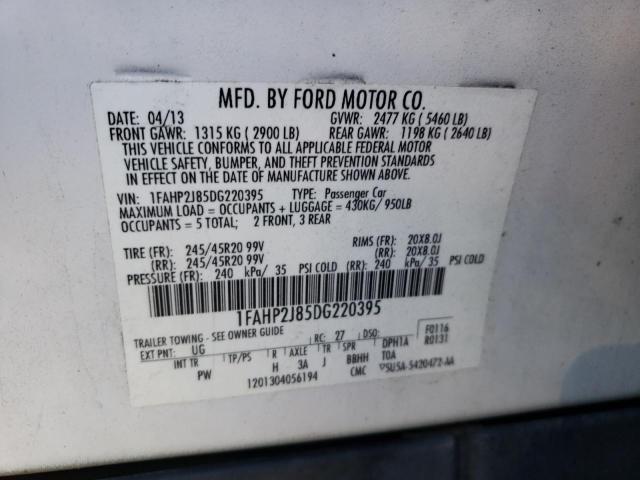 MFD. BY FORD MOTOR CO.
DATE: 04/13 GVWR: 2477 KG ( 5460 LB)
FRONT GAWR: 1315 KG ( 2900 LB) REAR GAWR: 1198 KG ( 2640 LB)
THIS VEHICLE CONFORMS TO ALL APPLICABLE FEDERAL MOTOR
VEHICLE SAFETY, BUMPER, AND THEFT PREVENTION STANDARDS
IN EFFECT ON THE DATE OF MANUFACTURE SHOWN ABOVE.
VIN: 1FAHP2J85DG220395 TYPE: Passenger Car
MAXIMUM LOAD = OCCUPANTS + LUGGAGE = 430KG/ 950LB
OCCUPANTS = 5 TOTAL; 2 FRONT, 3 REAR
TIRE (FR): 245/45R20 99V RIMS (FR): 20X8.0J
(RR): 245/45R20 99V (RR): 20X8.0J
PRESSURE (FR): 240 kPa/ 35 PSI COLD (RR): 240 kPa/ 35 PSI COLD
1FAHP2J85DG220395
TRAILER TOWING - SEE OWNER GUIDE RC: 27 DSO: F0116
EXT PNT: UG R AXLE TR SPR DPH1A R0131
INT TR TP/PS H 3A J BBHH TOA
PW CMC ▽5U5A-5420472-AA
1201304056194